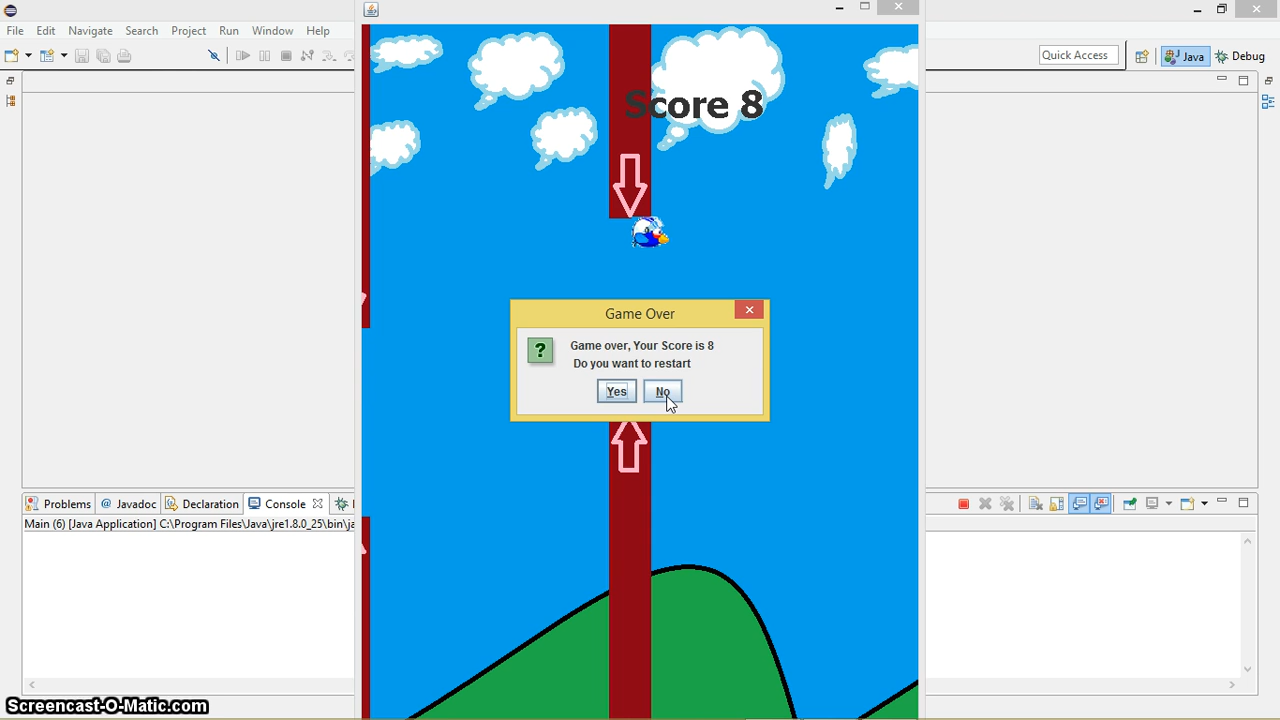 File Edit Navigate Search Project Run Window Help
Quick Access
Java
Debug
Score 8
Game Over
?
Game over, Your Score is 8
Do you want to restart
Yes No
Problems @ Javadoc Declaration Console
Main (6) [Java Application] C:\Program Files\Java\jre1.8.0_25\bin\ja
Screencast-O-Matic.com